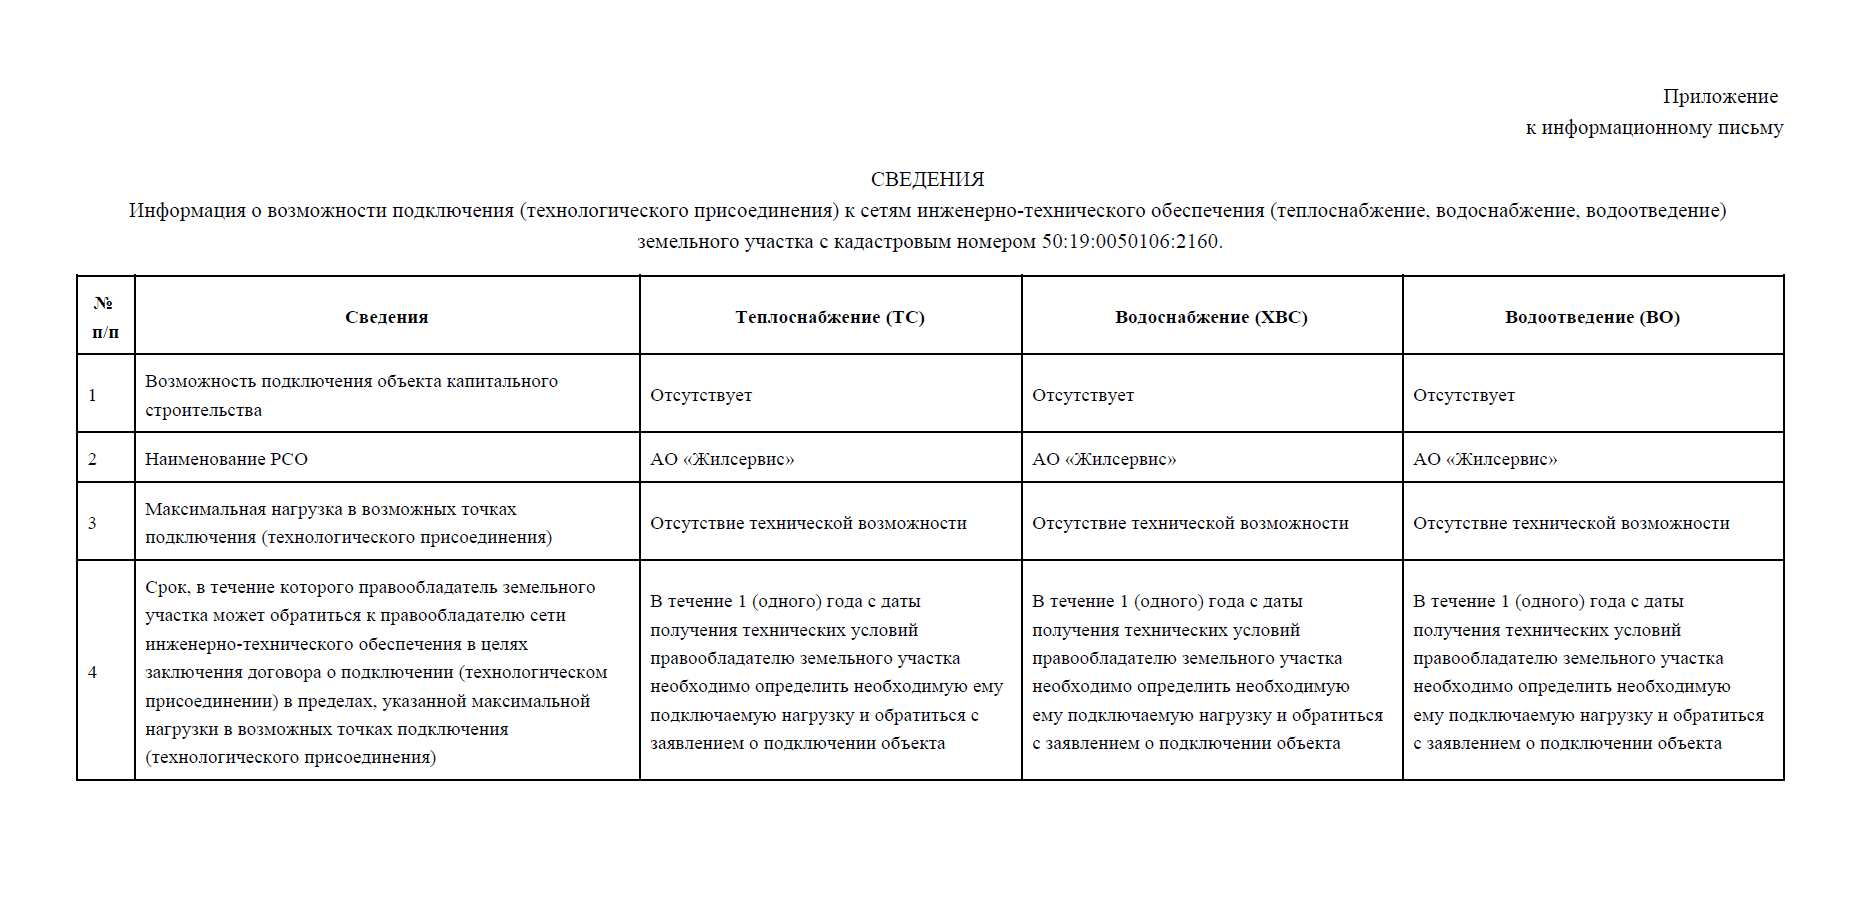 Приложение
к информационному письму
СВЕДЕНИЯ
Информация о возможности подключения (технологического присоединения) к сетям инженерно-технического обеспечения (теплоснабжение, водоснабжение, водоотведение)
земельного участка с кадастровым номером 50:19:0050106:2160.
№
п/п
Сведения
Теплоснабжение (ТС)
Водоснабжение (ХВС)
Водоотведение (ВО)
1
Возможность подключения объекта капитального
строительства
Отсутствует
Отсутствует
Отсутствует
2
Наименование РСО
АО «Жилсервис»
АО «Жилсервис»
АО «Жилсервис»
3
Максимальная нагрузка в возможных точках
подключения (технологического присоединения)
Отсутствие технической возможности
Отсутствие технической возможности
Отсутствие технической возможности
4
Срок, в течение которого правообладатель земельного
участка может обратиться к правообладателю сети
инженерно-технического обеспечения в целях
заключения договора о подключении (технологическом
присоединении) в пределах, указанной максимальной
нагрузки в возможных точках подключения
(технологического присоединения)
В течение 1 (одного) года с даты
получения технических условий
правообладателю земельного участка
необходимо определить необходимую ему
подключаемую нагрузку и обратиться с
заявлением о подключении объекта
В течение 1 (одного) года с даты
получения технических условий
правообладателю земельного участка
необходимо определить необходимую
ему подключаемую нагрузку и обратиться
с заявлением о подключении объекта
В течение 1 (одного) года с даты
получения технических условий
правообладателю земельного участка
необходимо определить необходимую
ему подключаемую нагрузку и обратиться
с заявлением о подключении объекта